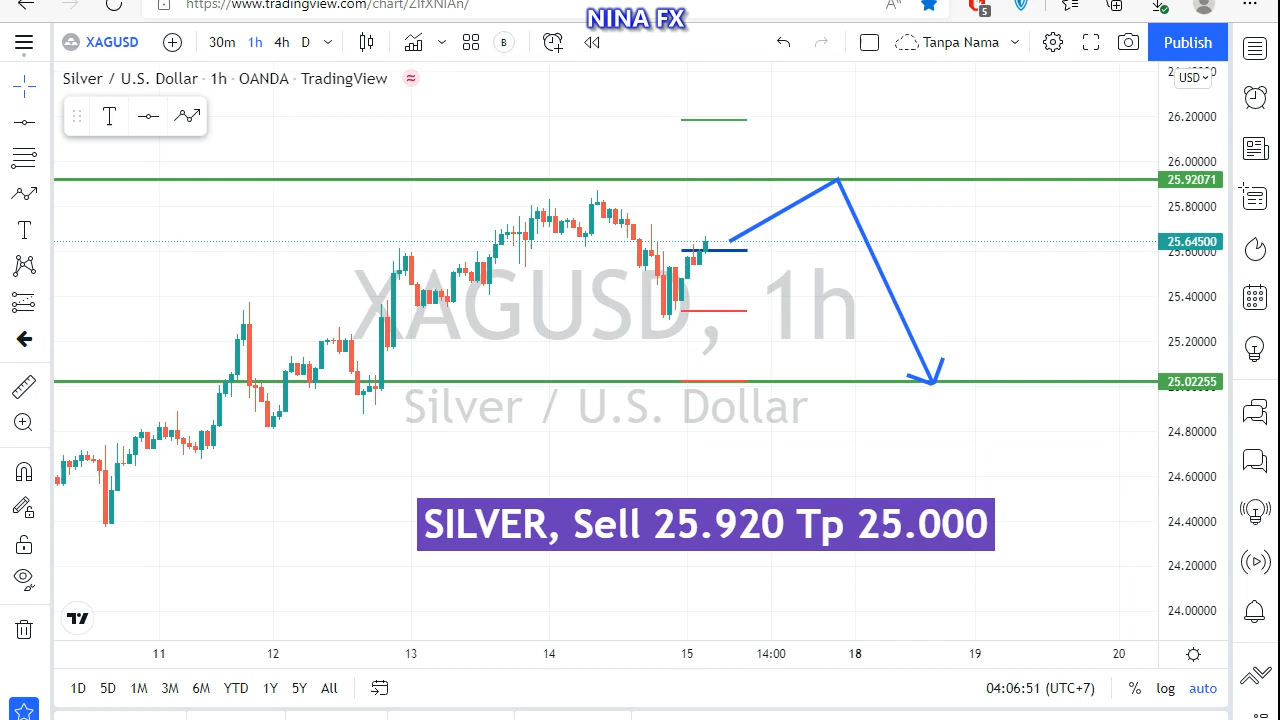 https://www.tradingview.com/chart/ZIfXNIAn/
NINA FX
5
XAGUSD
30m 1h 4h D
B
Tanpa Nama
Publish
Silver / U.S. Dollar · 1h · OANDA · TradingView
USD
T
26.20000
26.00000
25.92071
25.80000
25.64500
25.40000
25.20000
25.02255
24.80000
24.60000
24.40000
24.20000
24.00000
XAGUSD, 1h
Silver / U.S. Dollar
SILVER, Sell 25.920 Tp 25.000
11 12 13 14 15 14:00 18 19 20
1D 5D 1M 3M 6M YTD 1Y 5Y All
04:06:51 (UTC+7) % log auto